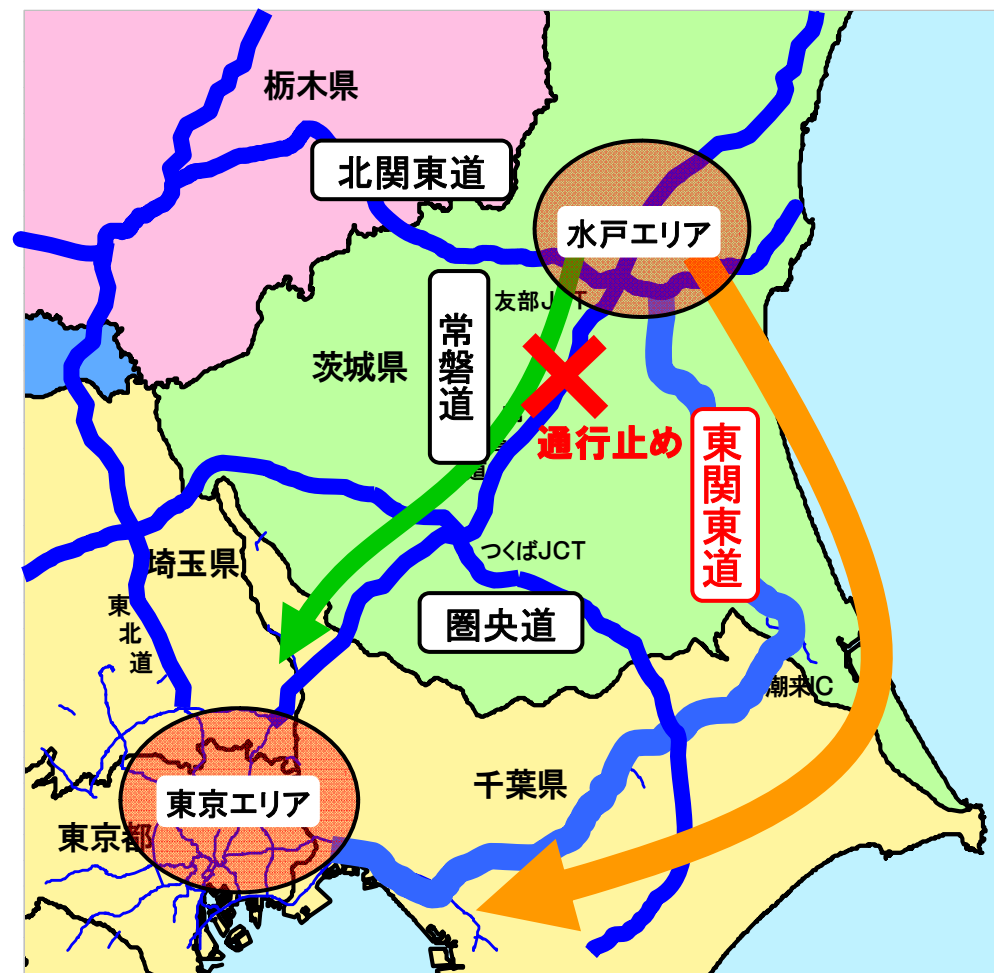 栃木県
北関東道
水戸エリア
友部J
常磐道
茨城県
通行止め
東関東道
つくばJCT
埼玉県
圏央道
東北道
潮来IC
千葉県
東京エリア
東京都